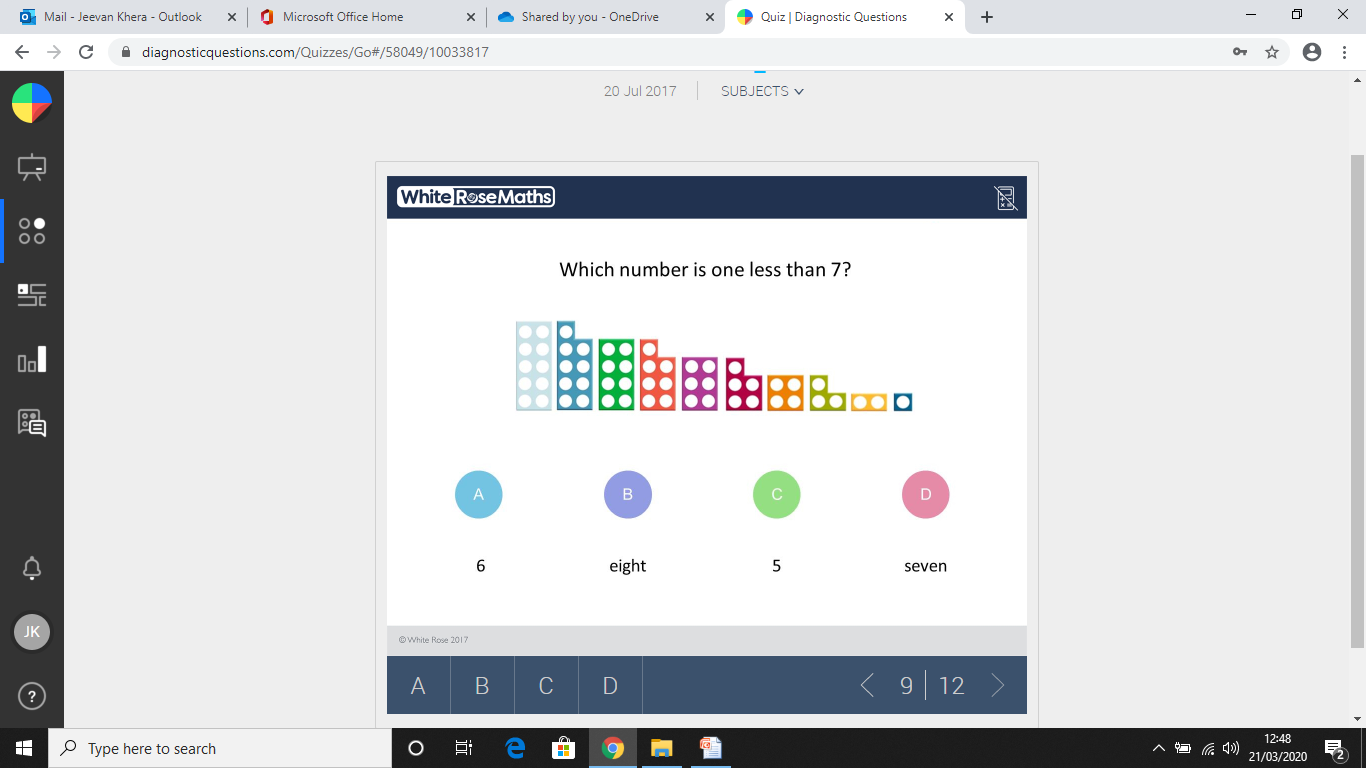 Mail - Jeevan Khera - Outlook
Microsoft Office Home
Shared by you - OneDrive
Quiz | Diagnostic Questions
diagnosticquestions.com/Quizzes/Go#/58049/10033817
20 Jul 2017
SUBJECTS
White Rose Maths
Which number is one less than 7?
A
B
C
D
6
eight
5
seven
© White Rose 2017
A
B
C
D
9
12
JK
?
Type here to search
12:48
21/03/2020
2